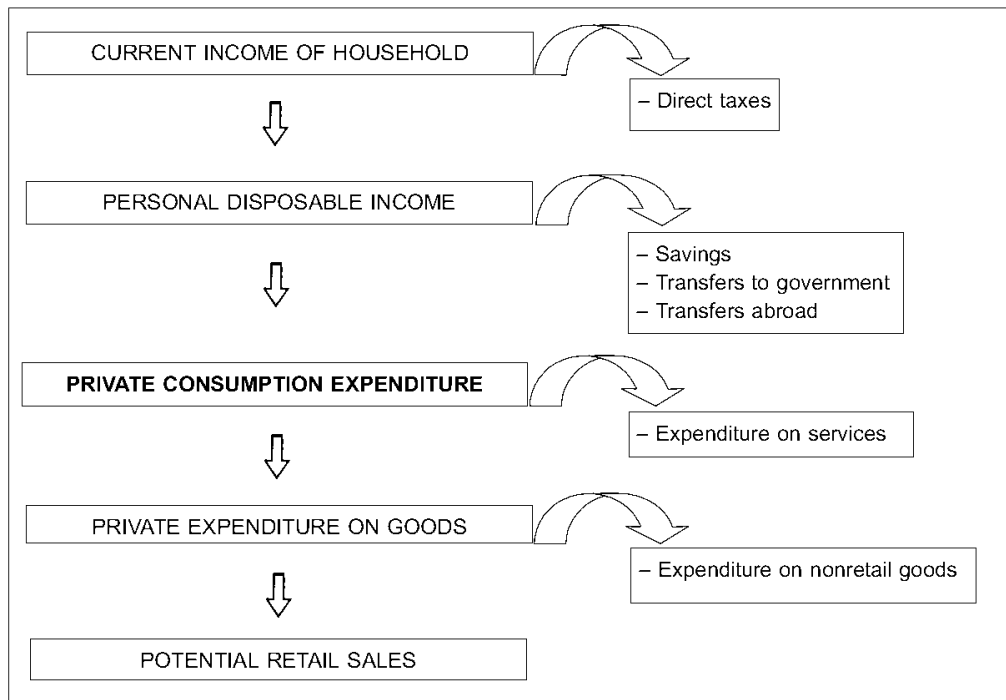 CURRENT INCOME OF HOUSEHOLD
– Direct taxes
PERSONAL DISPOSABLE INCOME
– Savings
– Transfers to government
– Transfers abroad
PRIVATE CONSUMPTION EXPENDITURE
– Expenditure on services
PRIVATE EXPENDITURE ON GOODS
– Expenditure on nonretail goods
POTENTIAL RETAIL SALES